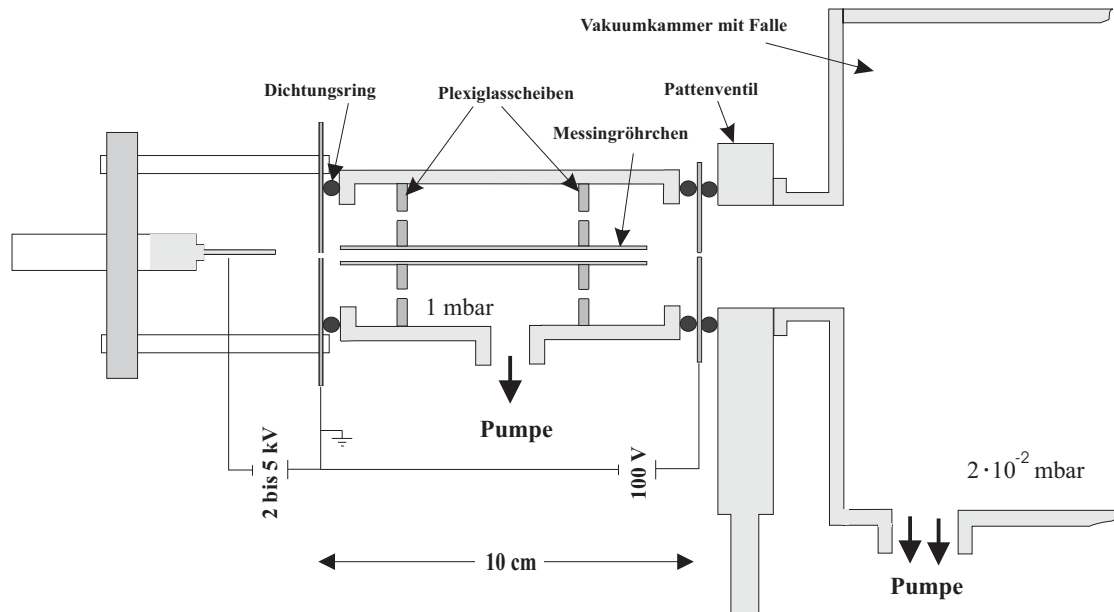 Vakuumkammer mit Falle
Dichtungsring
Plexiglasscheiben
Pattenventil
Messingröhrchen
1 mbar
Pumpe
2 bis 5 kV
100 V
2·10⁻² mbar
10 cm
Pumpe